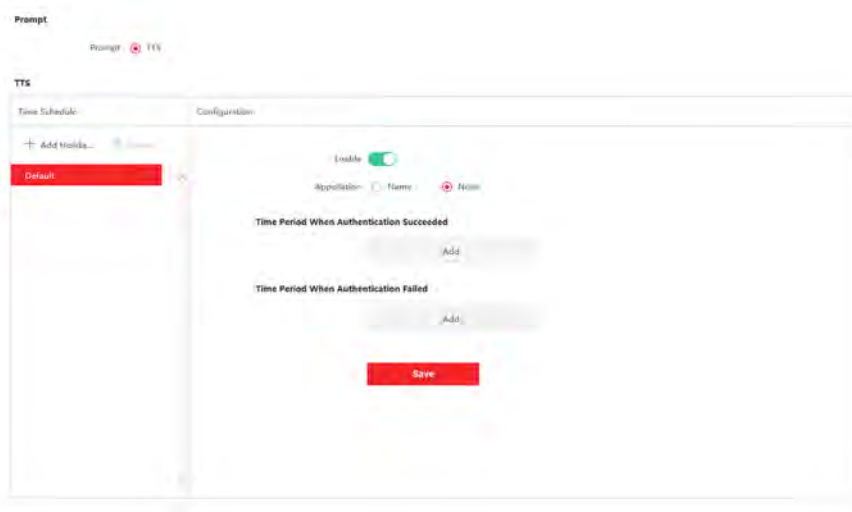 Prompt
Prompt TTS
TTS
Time Schedule
Configuration
+ Add Holida...
Default
Enable
Appellation Name None
Time Period When Authentication Succeeded
Add
Time Period When Authentication Failed
Add
Save